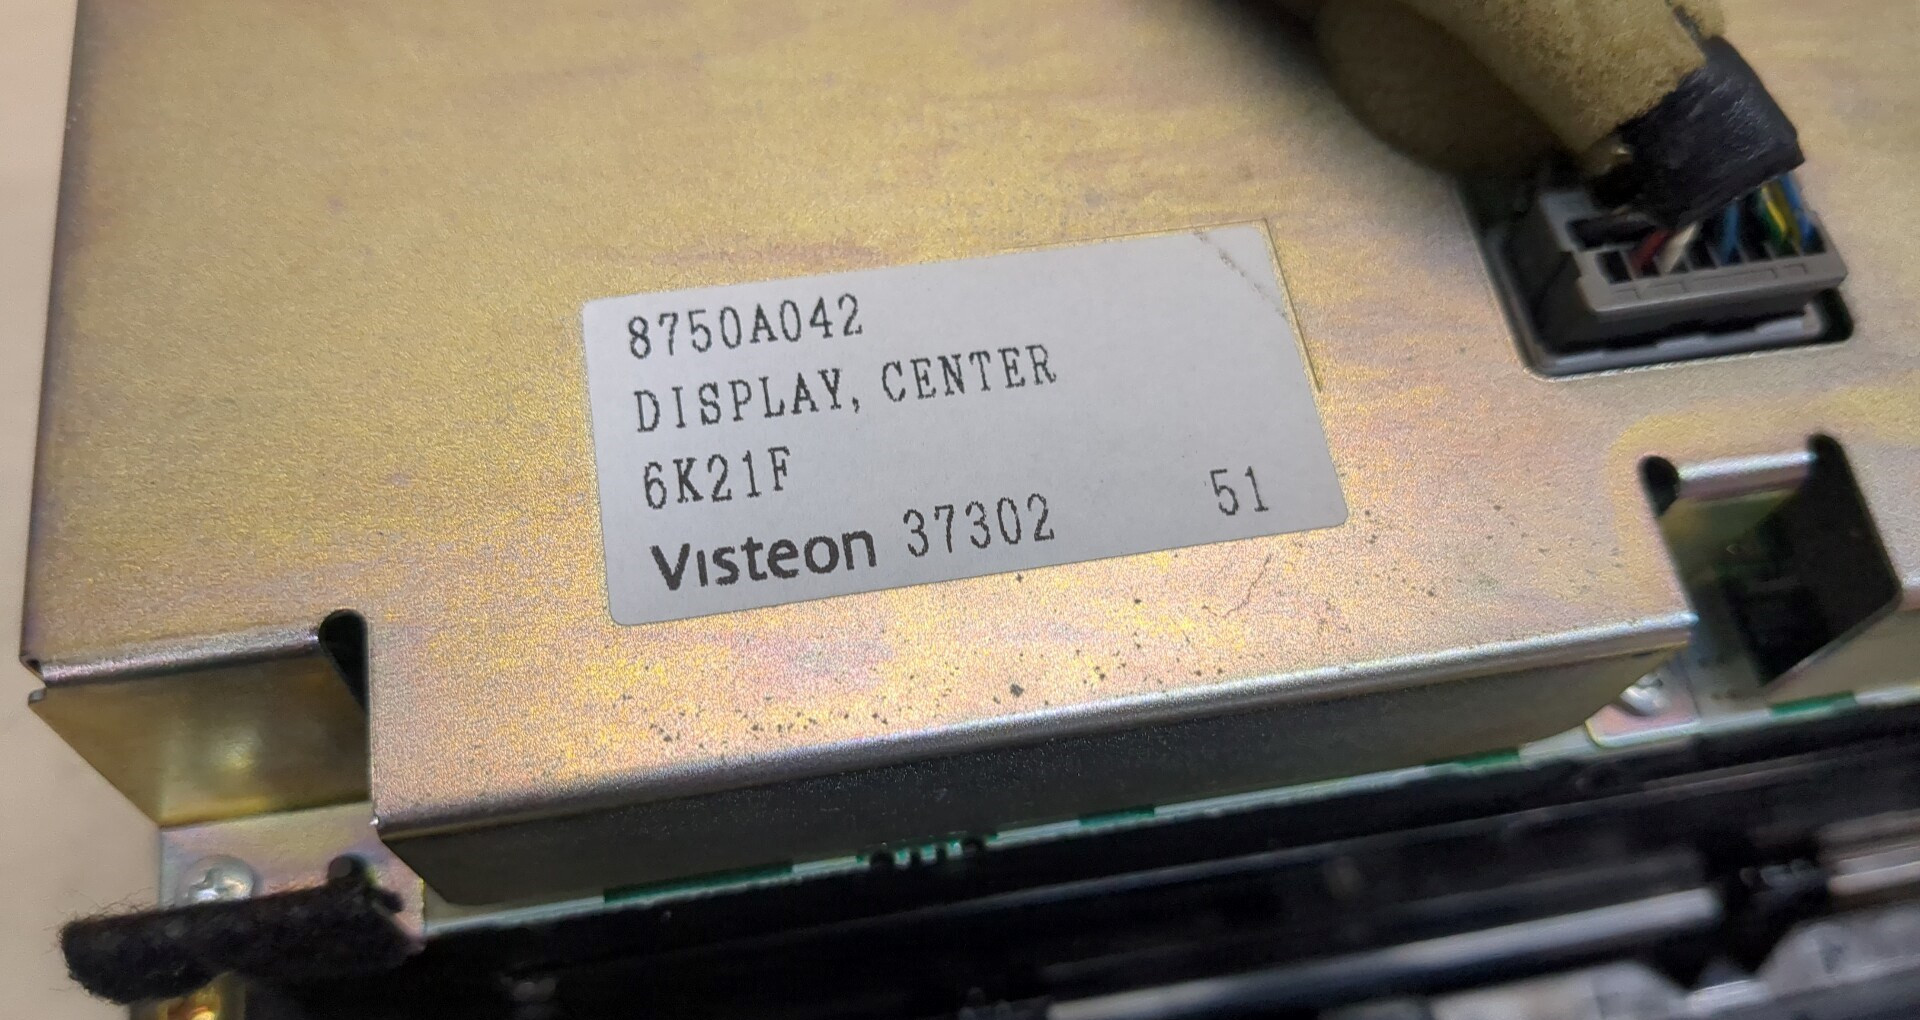 8750A042
DISPLAY, CENTER
6K21F
Visteon 37302 51